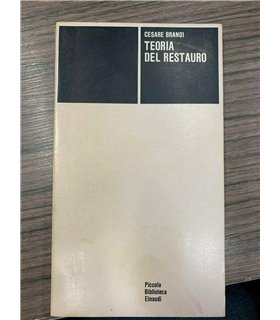 CESARE BRANDI
TEORIA
DEL RESTAURO
Piccola
Biblioteca
Einaudi